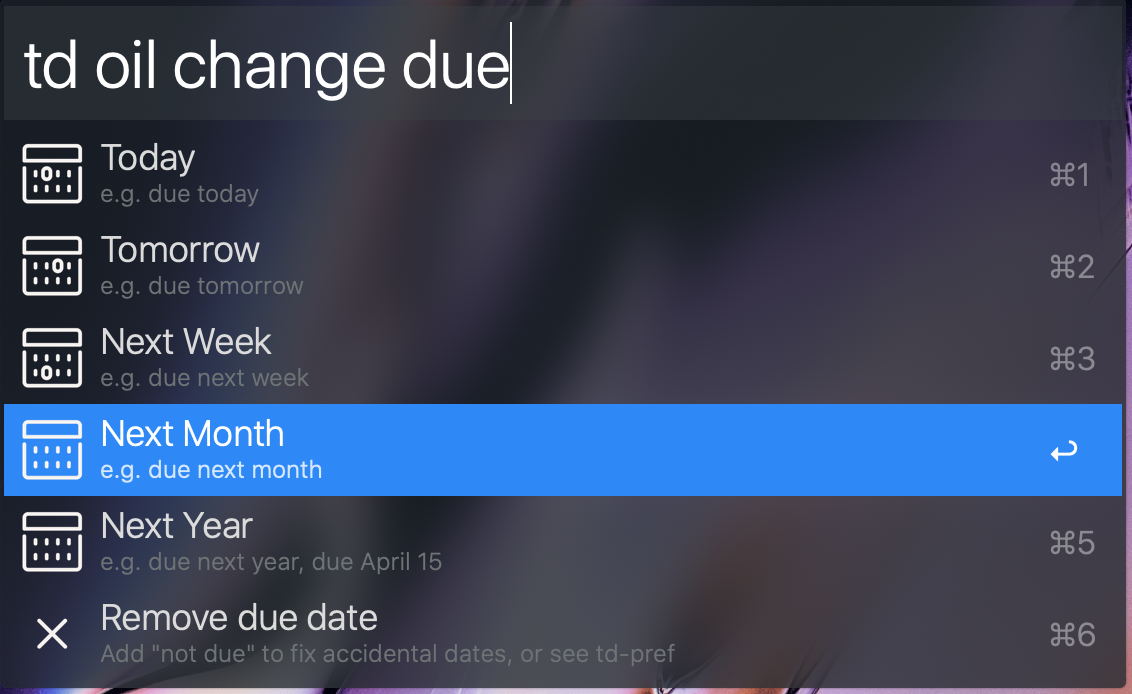 td oil change due
Today
e.g. due today
⌘1
Tomorrow
e.g. due tomorrow
⌘2
Next Week
e.g. due next week
⌘3
Next Month
e.g. due next month
Next Year
e.g. due next year, due April 15
⌘5
Remove due date
Add "not due" to fix accidental dates, or see td-pref
⌘6